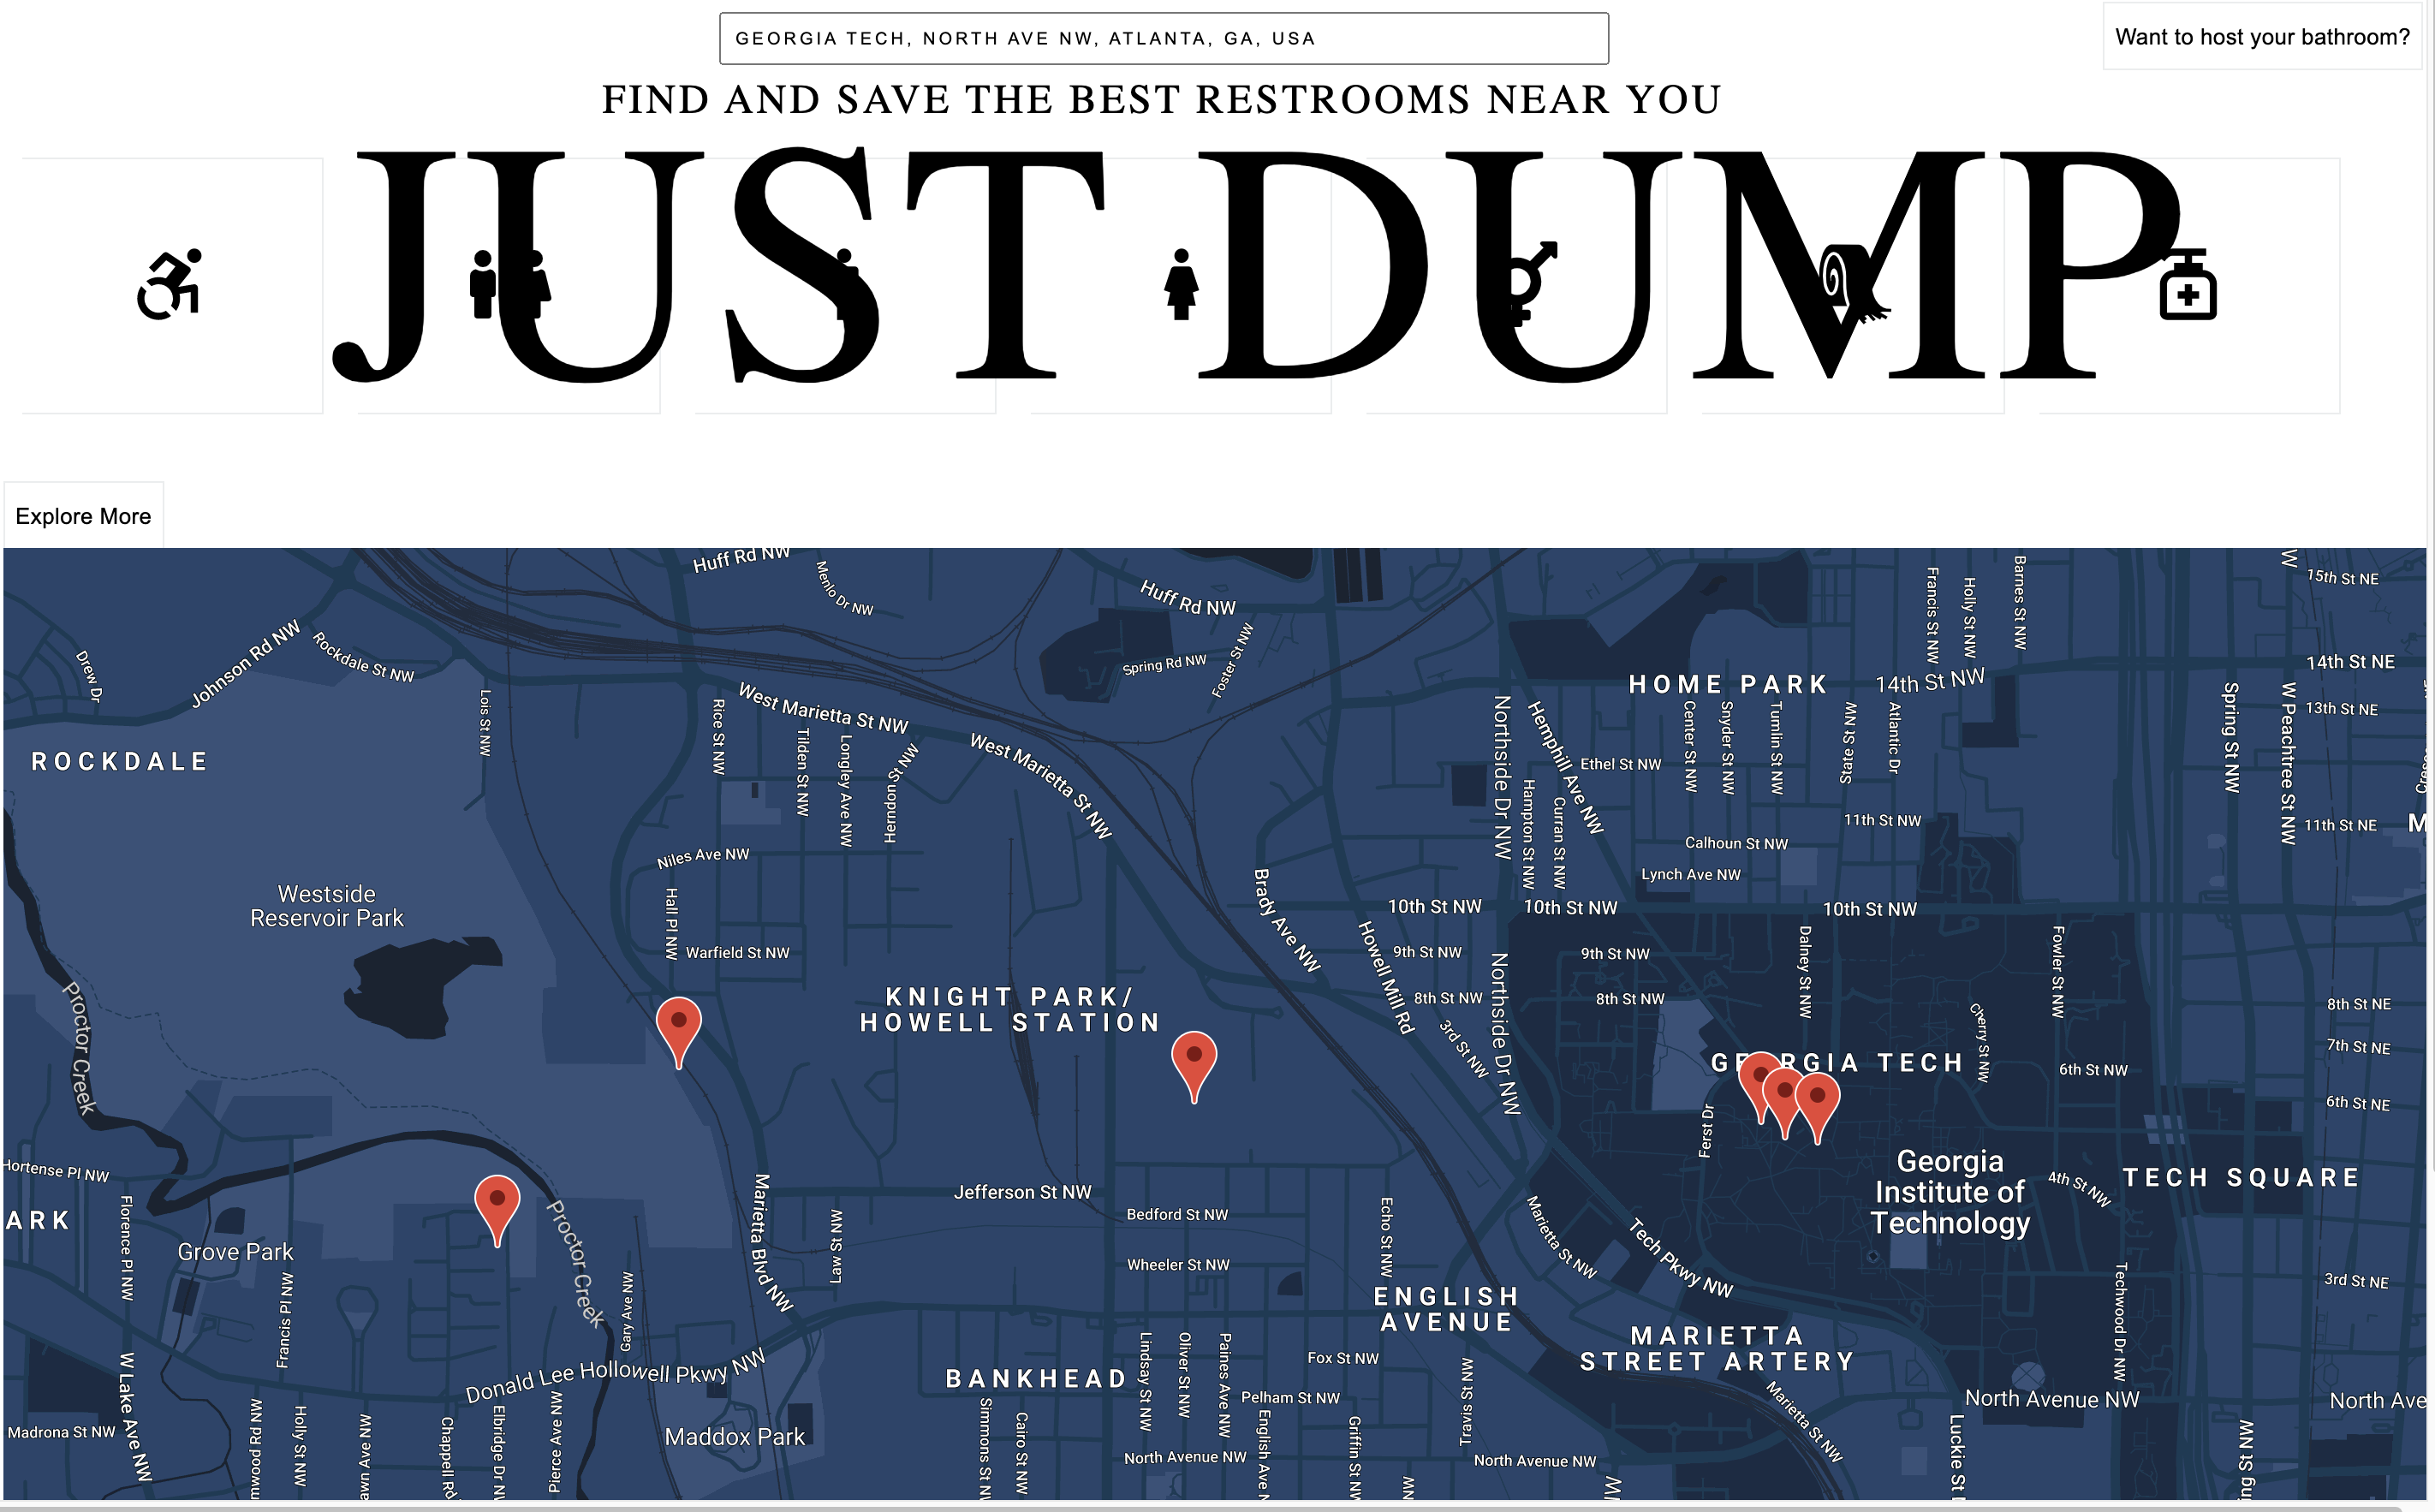 GEORGIA TECH, NORTH AVE NW, ATLANTA, GA, USA
Want to host your bathroom?
FIND AND SAVE THE BEST RESTROOMS NEAR YOU
JUST DUMP
Explore More
Huff Rd NW
Menlo Dr NW
Huff Rd NW
Francis St NW
Holly St NW
Barnes St NW
15th St NE
Drew Dr
Johnson Rd NW
Rockdale St NW
Spring Rd NW
Foster St NW
14th St NE
HOME PARK
14th St NW
Lois St NW
Rice St NW
West Marietta St NW
Tilden St NW
Longley Ave NW
Herndon St NW
West Marietta St NW
Northside Dr NW
Hemphill Ave NW
Center St NW
Snyder St NW
Tumlin St NW
State St NW
Atlantic Dr
Spring St NW
W Peachtree St NW
13th St NE
ROCKDALE
Ethel St NW
Hampton St NW
Curran St NW
11th St NW
11th St NE
Calhoun St NW
Niles Ave NW
Lynch Ave NW
Westside
Reservoir Park
Hall Pl NW
Brady Ave NW
10th St NW
10th St NW
10th St NW
Howell Mill Rd
Warfield St NW
9th St NW
9th St NW
Dalney St NW
Fowler St NW
Northside Dr NW
Proctor Creek
KNIGHT PARK/
HOWELL STATION
8th St NW
8th St NW
8th St NE
3rd St NW
Cherry St NW
7th St NE
GEORGIA TECH
6th St NW
6th St NE
Ferst Dr
Hortense Pl NW
Georgia
Institute of
Technology
4th St NW
TECH SQUARE
Florence Pl NW
ARK
Grove Park
Proctor Creek
Marietta Blvd NW
Law St NW
Jefferson St NW
Bedford St NW
Echo St NW
Marietta St NW
Tech Pkwy NW
Wheeler St NW
Francis Pl NW
Gary Ave NW
ENGLISH
AVENUE
Techwood Dr NW
3rd St NE
MARIETTA
STREET ARTERY
W Lake Ave NW
Donald Lee Hollowell Pkwy NW
BANKHEAD
Lindsay St NW
Oliver St NW
Paines Ave NW
Fox St NW
Travis St NW
Marietta St NW
Pelham St NW
North Avenue NW
North Ave
Madrona St NW
mwood Rd NW
Holly St NW
awn Ave NW
Chappell Rd
Elbridge Dr NW
Pierce Ave NW
Maddox Park
Simmons St NW
Cairo St NW
North Avenue NW
English Ave N
Griffin St NW
North Avenue NW
Luckie St